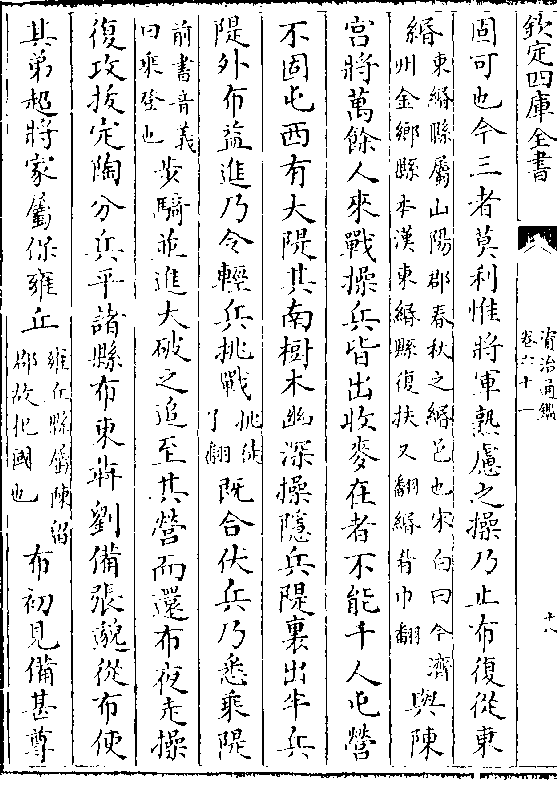 欽定四庫全書
資治通鑑
卷六十一
十八
固可也今三者莫利惟將軍熟慮之操乃止布復從東
緡東緡縣屬山陽郡春秋之緡邑也宋白曰今濟州金鄉縣本漢東緡縣復扶又翻緡眉巾翻與陳
宮將萬餘人來戰操兵皆出收麥在者不能千人屯營
不固屯西有大隄其南樹木幽深操隱兵隄裏出半兵
隄外布益進乃令輕兵挑戰挑徒了翻既合伏兵乃悉乘隄
前書音義曰乘登也步騎並進大破之追至其營而還布夜走操
復攻拔定陶分兵平諸縣布東奔劉備張邈從布使
其弟超將家屬保雍丘雍丘縣屬陳留郡故杞國也布初見備甚尊